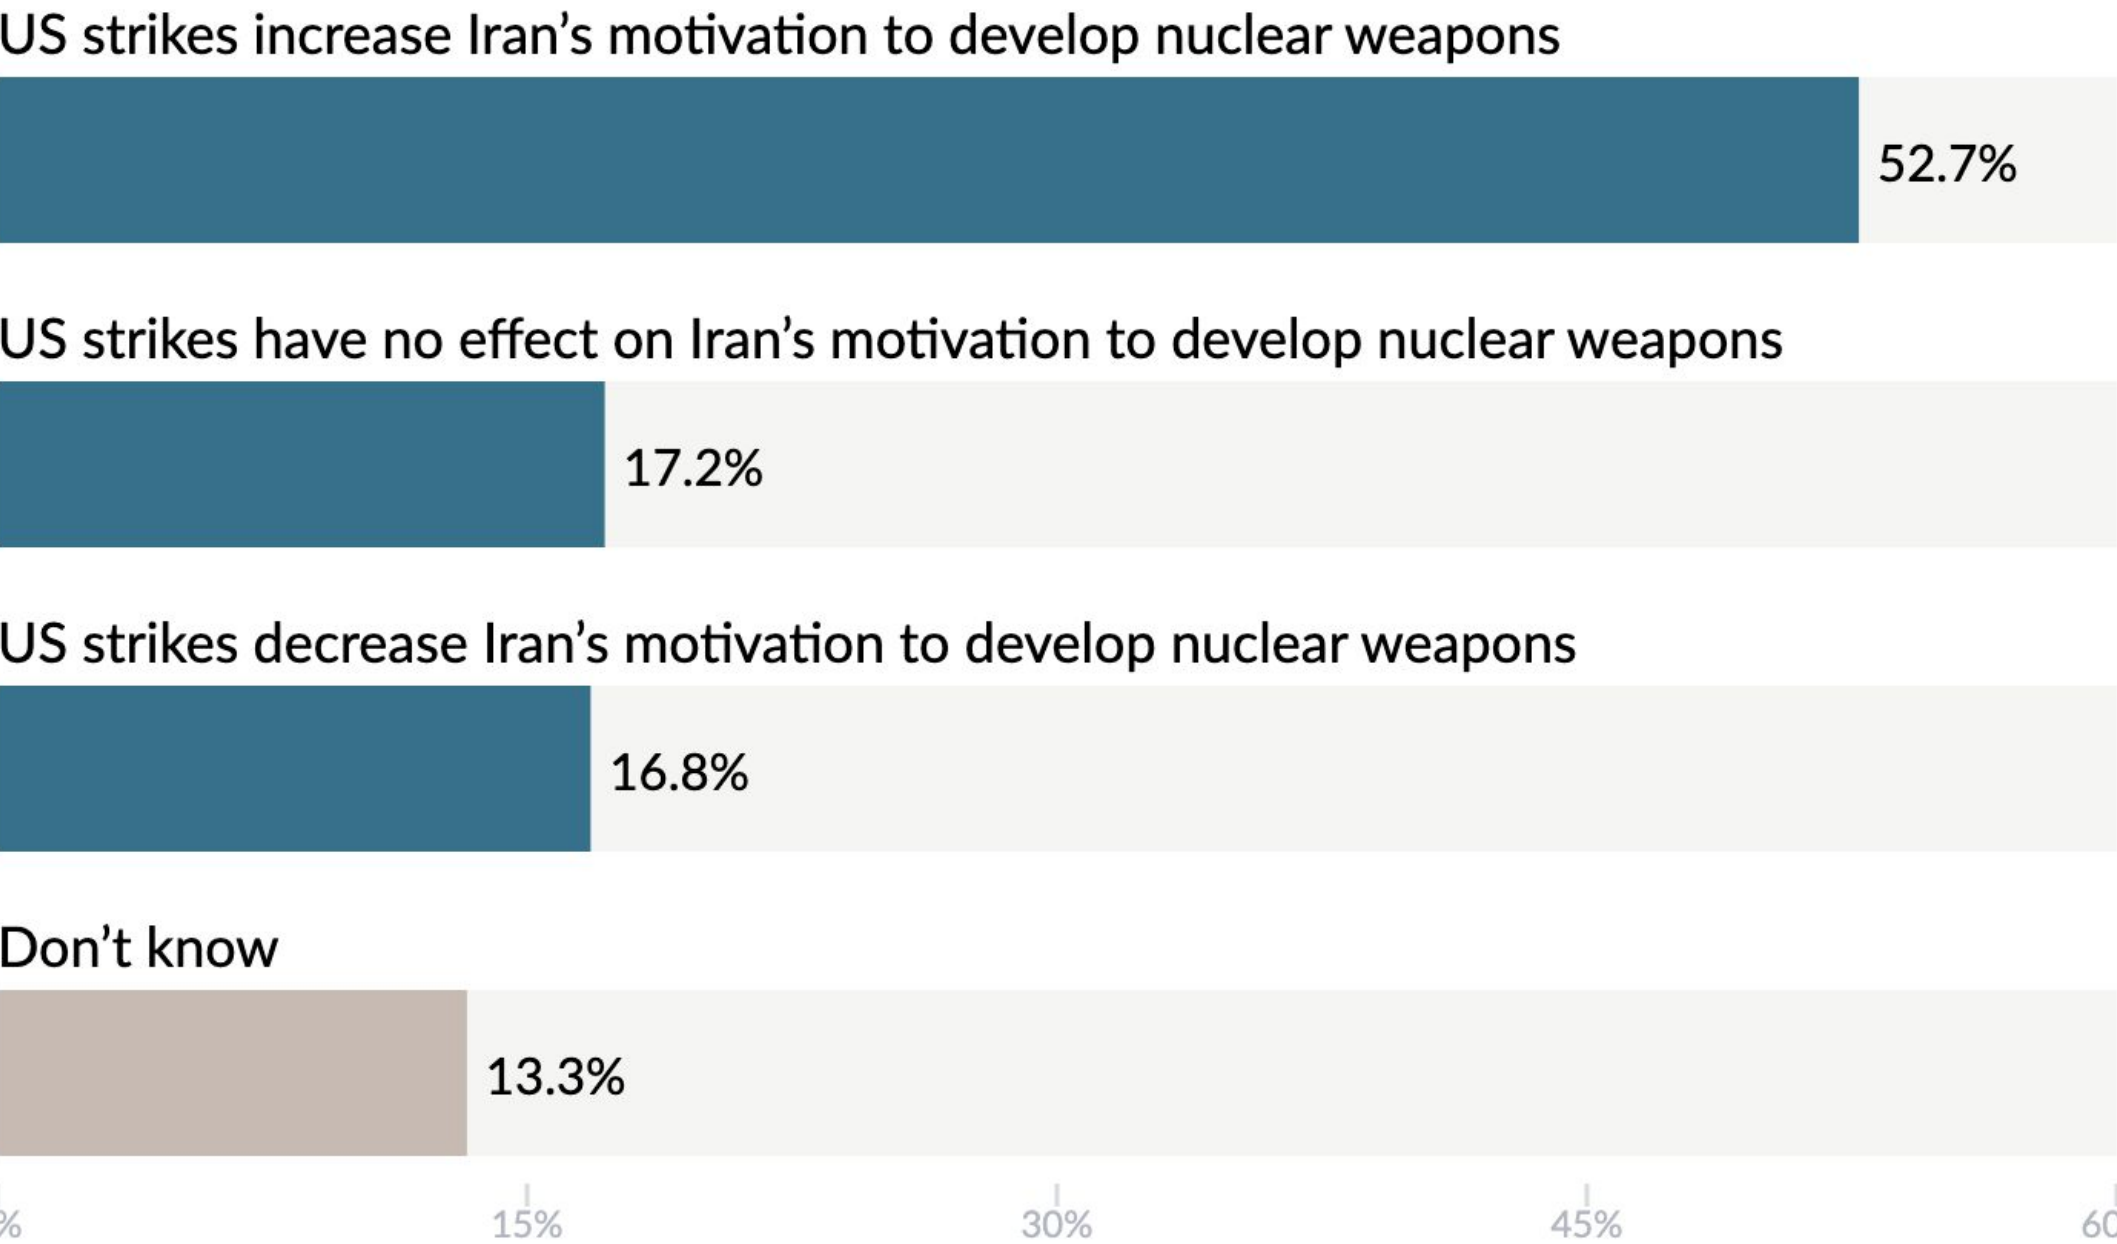 US strikes increase Iran’s motivation to develop nuclear weapons
52.7%
US strikes have no effect on Iran’s motivation to develop nuclear weapons
17.2%
US strikes decrease Iran’s motivation to develop nuclear weapons
16.8%
Don’t know
13.3%
% 15% 30% 45% 60